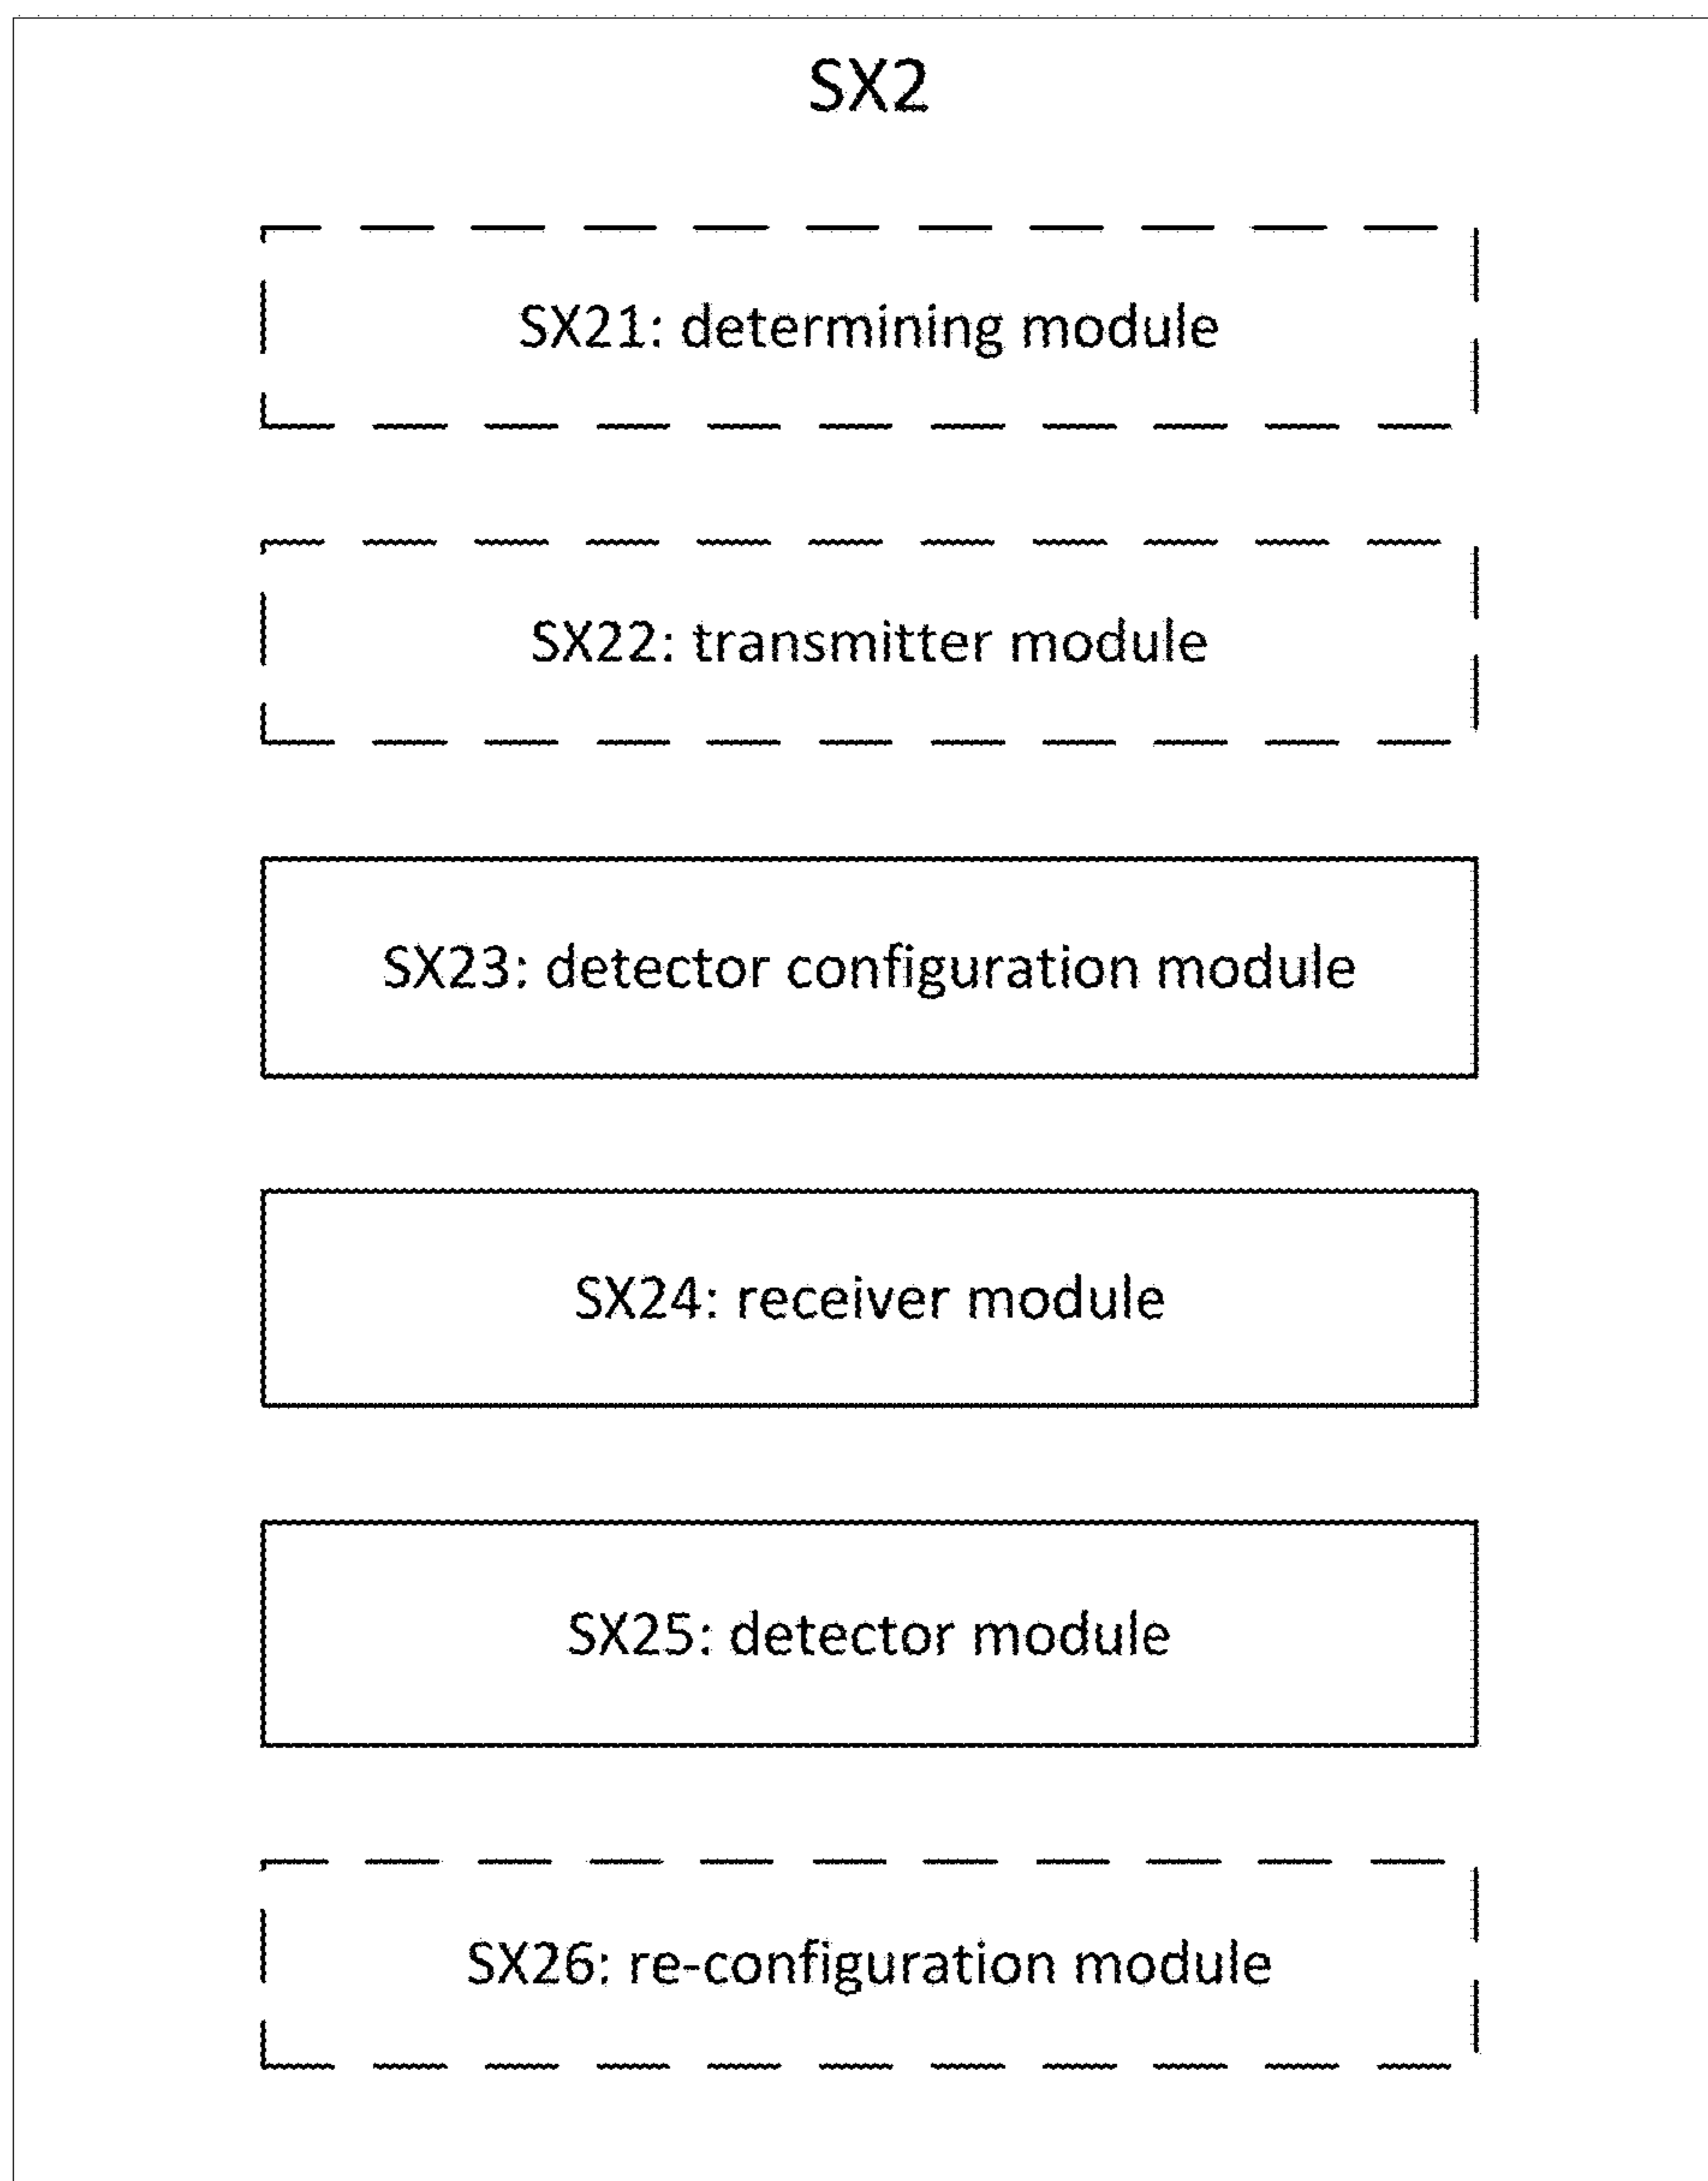 SX2
SX21: determining module
SX22: transmitter module
SX23: detector configuration module
SX24: receiver module
SX25: detector module
SX26: re-configuration module